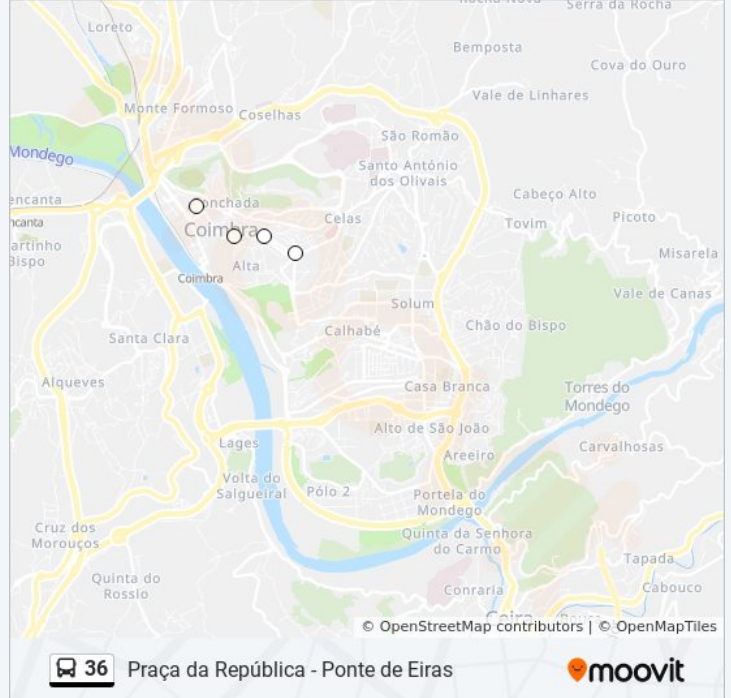 Rocha Nova
Serra da Rocha
Loreto
Bemposta
Cova do Ouro
Vale de Linhares
Monte Formoso
Coselhas
São Romão
Mondego
Santo António
dos Olivais
Cabeço Alto
encanta
ncanta
Conchada
Celas
Picoto
Tovim
Coimbra
artinho
Bispo
Misarela
Alta
Coimbra
Vale de Canas
Solum
Chão do Bispo
Santa Clara
Calhabé
Alqueves
Casa Branca
Torres do
Mondego
Alto de São João
Lages
Areeiro
Carvalhosas
Volta do
Salgueiral
Pólo 2
Portela do
Mondego
Cruz dos
Morouços
Quinta da Senhora
do Carmo
Tapada
Quinta do
Rossio
Conraria
Cabouco
Ceira
© OpenStreetMap contributors | © OpenMapTiles
36 Praça da República - Ponte de Eiras
moovit